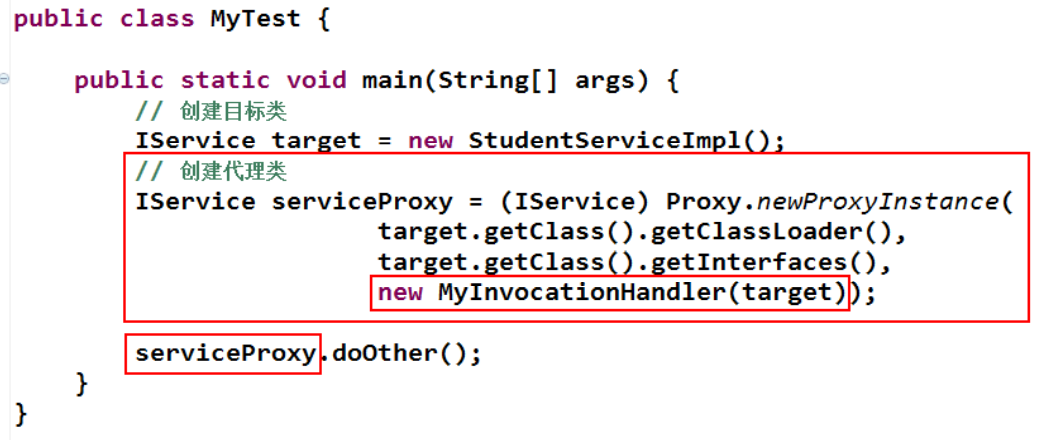 public class MyTest {
public static void main(String[] args) {
// 创建目标类
IService target = new StudentServiceImpl();
// 创建代理类
IService serviceProxy = (IService) Proxy.newProxyInstance(
target.getClass().getClassLoader(),
target.getClass().getInterfaces(),
new MyInvocationHandler(target));
serviceProxy.doOther();
}
}